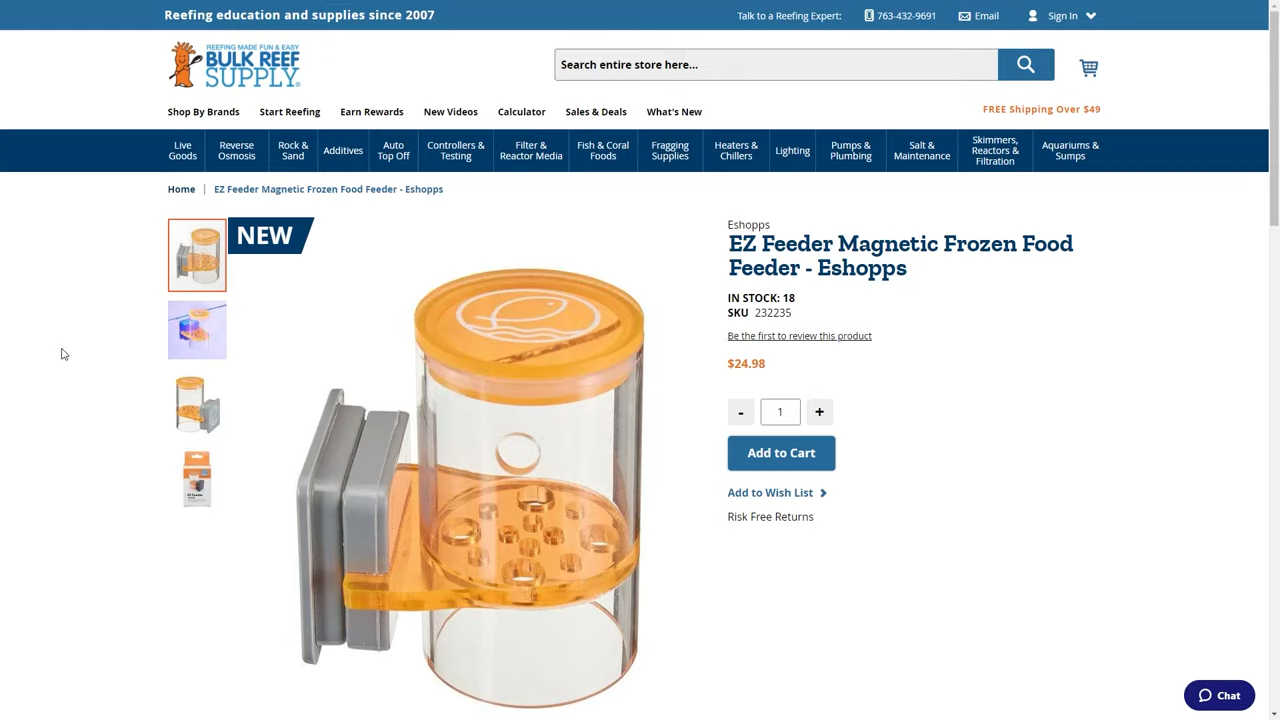 Reefing education and supplies since 2007
Talk to a Reefing Expert: 763-432-9691 Email Sign In
REEFING MADE FUN & EASY
BULK REEF
SUPPLY
Search entire store here...
Shop By Brands Start Reefing Earn Rewards New Videos Calculator Sales & Deals What's New
FREE Shipping Over $49
Live Goods Reverse Osmosis Rock & Sand Additives Auto Top Off Controllers & Testing Filter & Reactor Media Fish & Coral Foods Fragging Supplies Heaters & Chillers Lighting Pumps & Plumbing Salt & Maintenance Skimmers, Reactors & Filtration Aquariums & Sumps
Home EZ Feeder Magnetic Frozen Food Feeder - Eshopps
NEW
EZ Feeder
Eshopps
EZ Feeder Magnetic Frozen Food
Feeder - Eshopps
IN STOCK: 18
SKU 232235
Be the first to review this product
$24.98
- 1 +
Add to Cart
Add to Wish List
Risk Free Returns
Chat